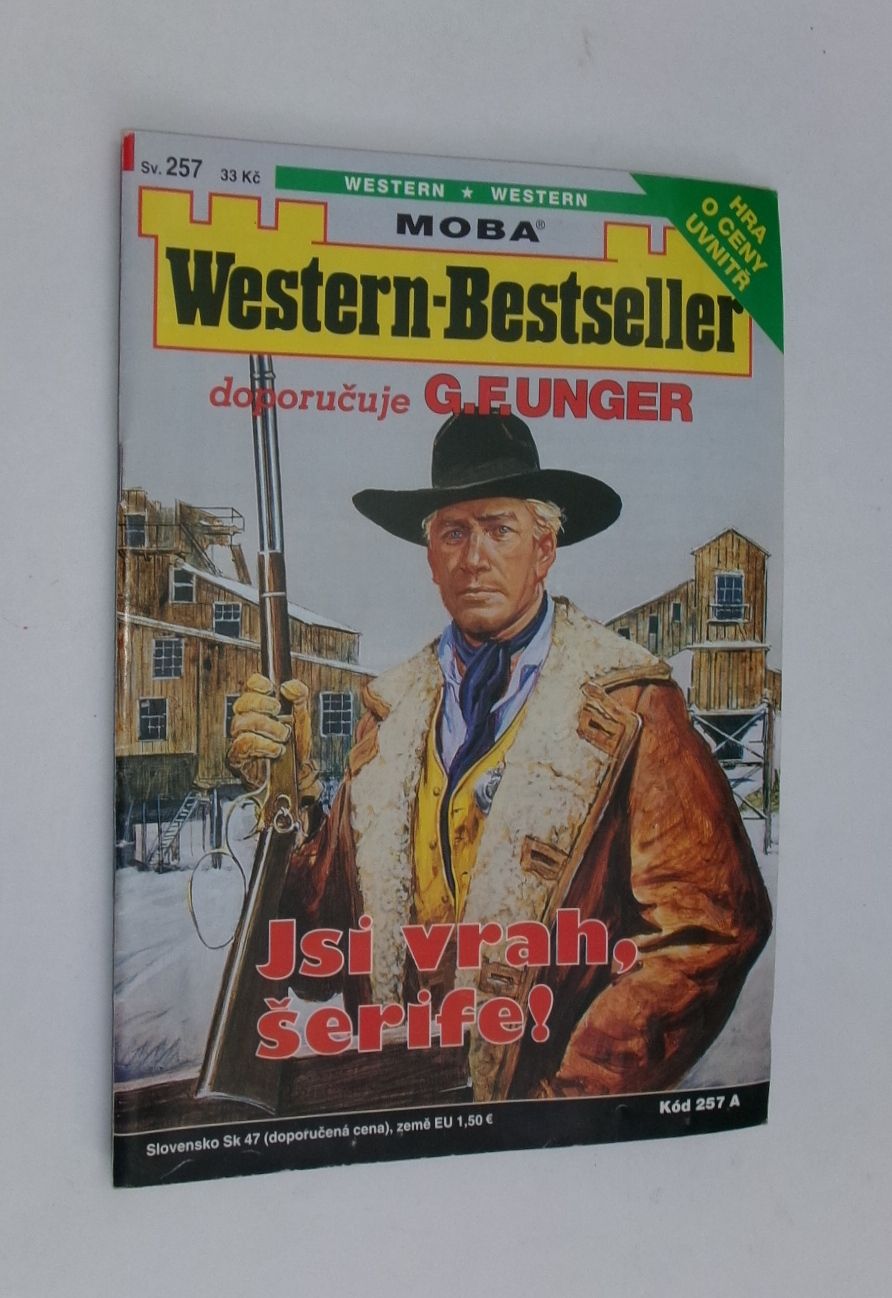 Sv. 257 33 Kč
WESTERN ★ WESTERN
HRA
O CENY
UVNITŘ
MOBA®
Western-Bestseller
doporučuje G.F.UNGER
Jsi vrah,
šerife!
Kód 257 A
Slovensko Sk 47 (doporučená cena), země EU 1,50 €